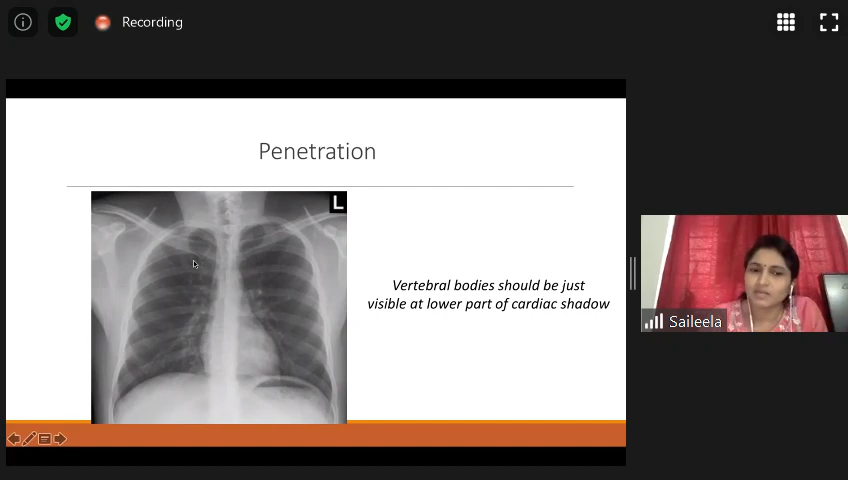 Recording
Penetration
L
Vertebral bodies should be just
visible at lower part of cardiac shadow
Saileela